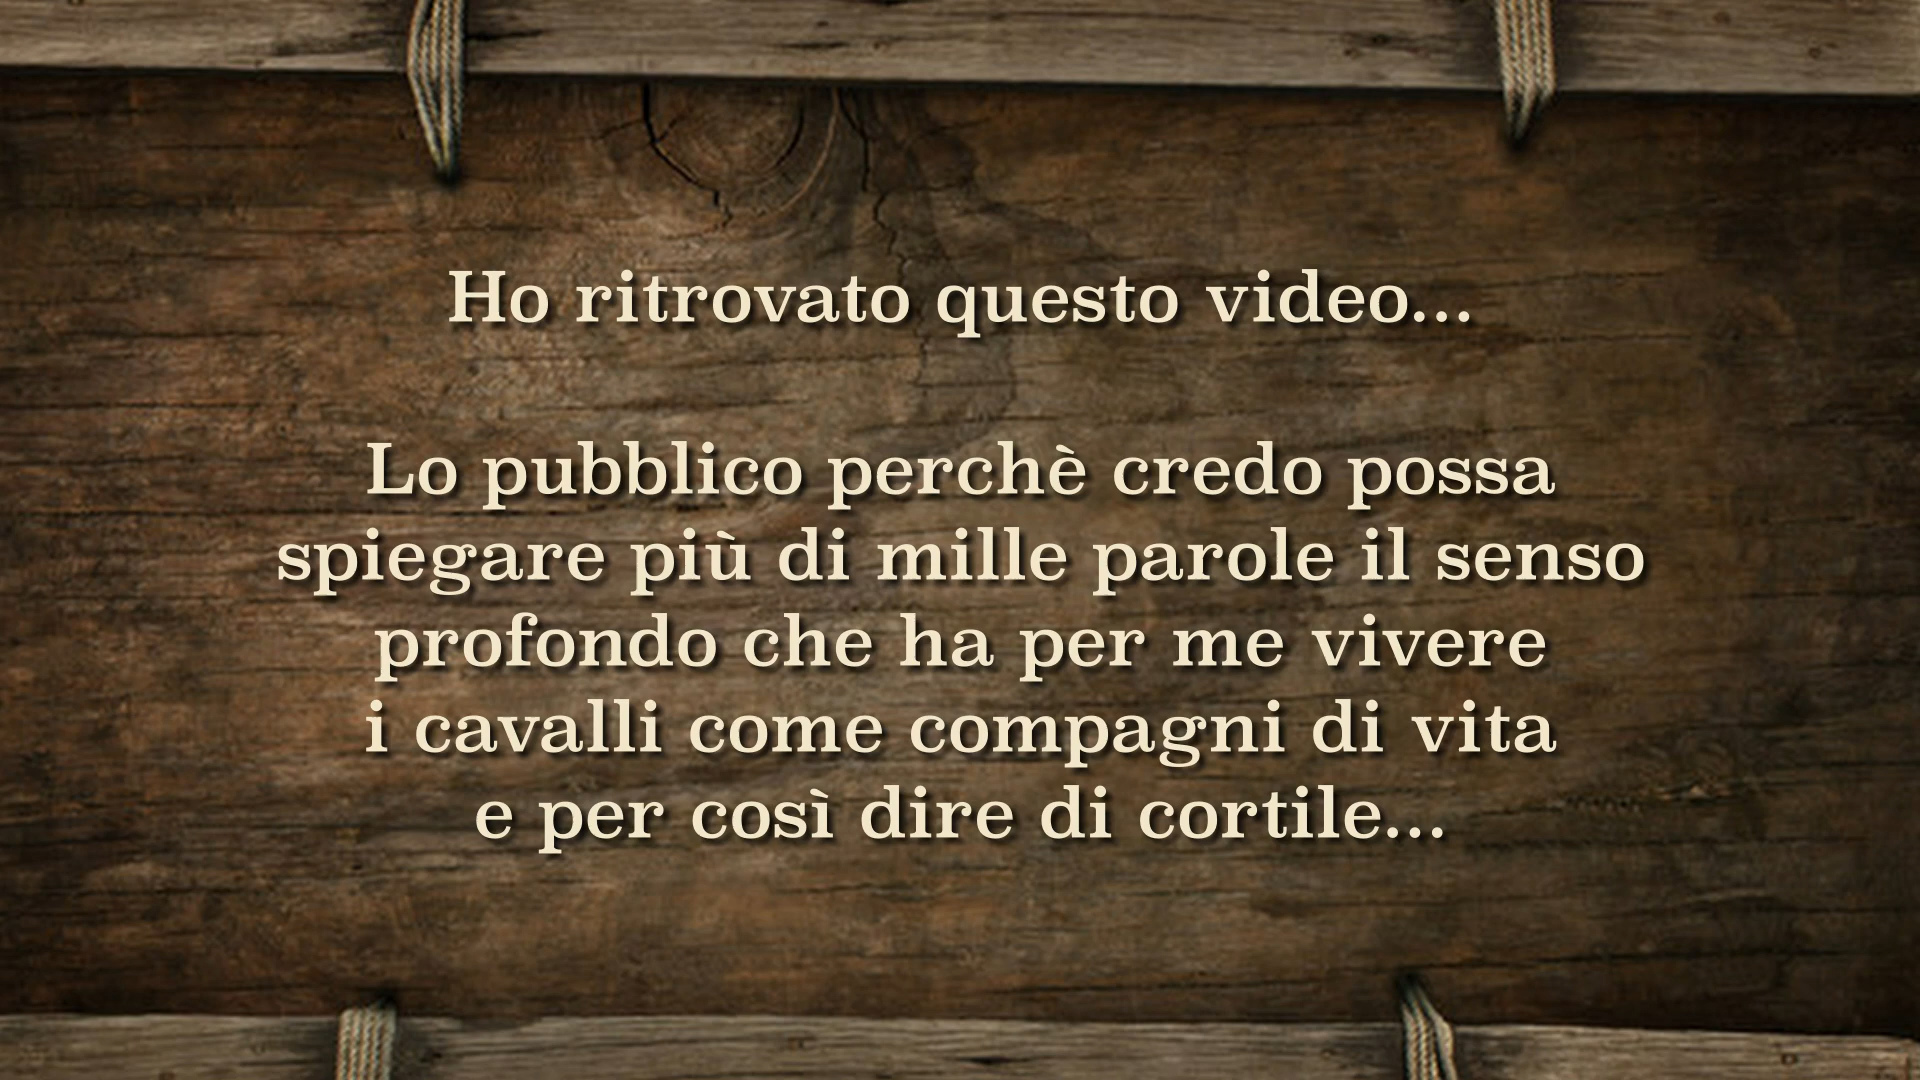 Ho ritrovato questo video...
Lo pubblico perchè credo possa
spiegare più di mille parole il senso
profondo che ha per me vivere
i cavalli come compagni di vita
e per così dire di cortile...